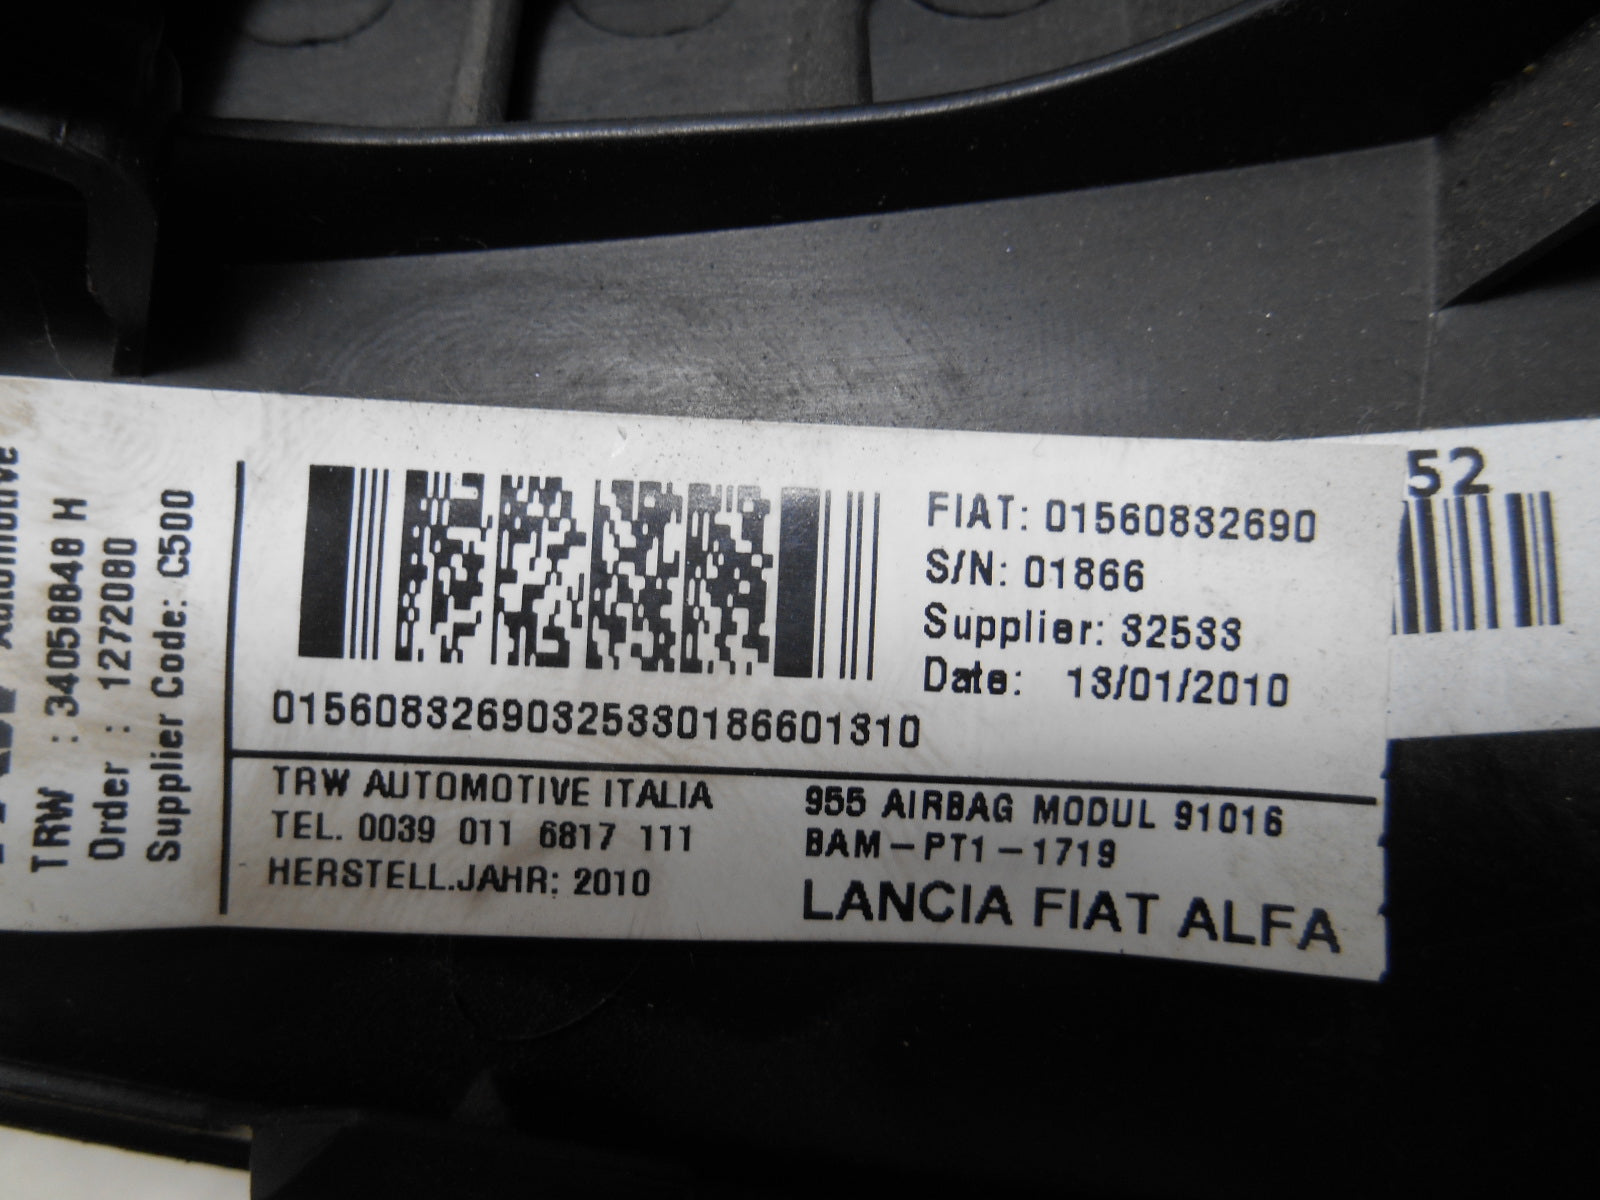 Automotive
TRW : 34058848 H
Order : 12720080
Supplier Code: C500
FIAT: 01560832690
S/N: 01866
Supplier: 32533
Date: 13/01/2010
01560832690325330186601310
TRW AUTOMOTIVE ITALIA
TEL. 0039 011 6817 111
HERSTELL.JAHR: 2010
955 AIRBAG MODUL 91016
BAM-PT1-1719
LANCIA FIAT ALFA
52